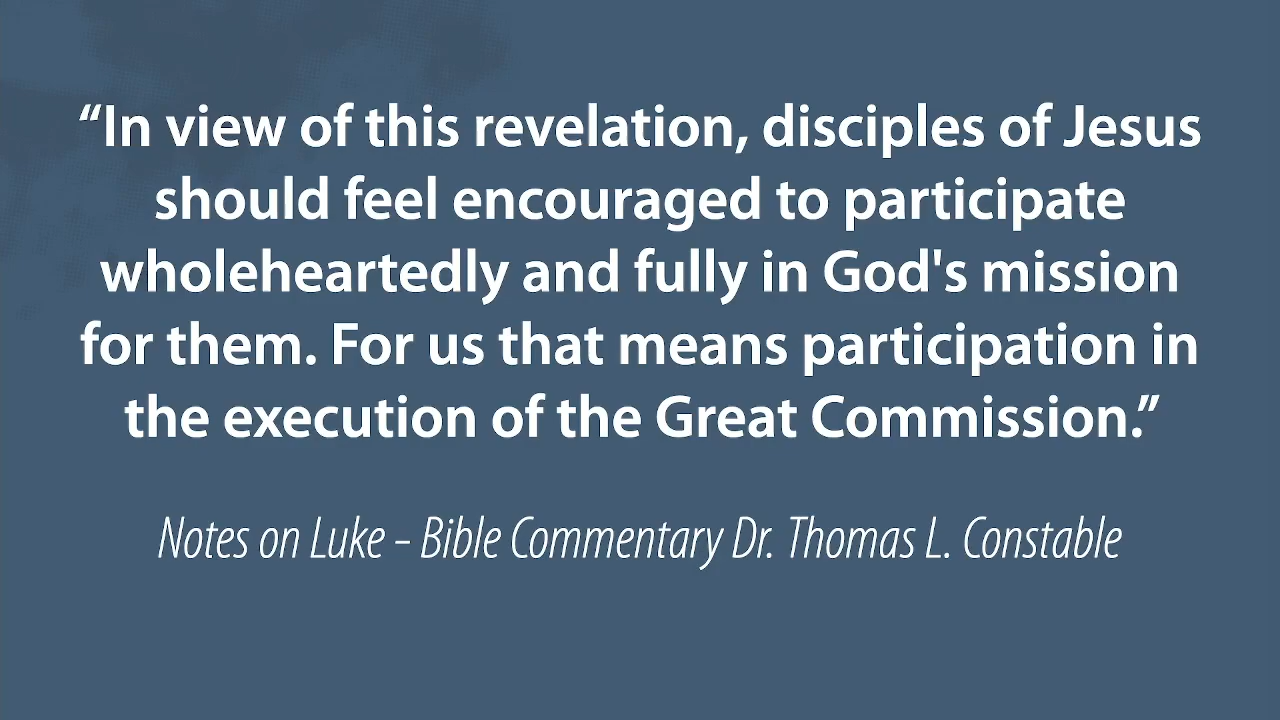 “In view of this revelation, disciples of Jesus
should feel encouraged to participate
wholeheartedly and fully in God's mission
for them. For us that means participation in
the execution of the Great Commission.”
Notes on Luke – Bible Commentary Dr. Thomas L. Constable